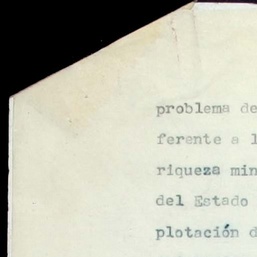 problema de
ferente a l
riqueza min
del Estado
plotación d